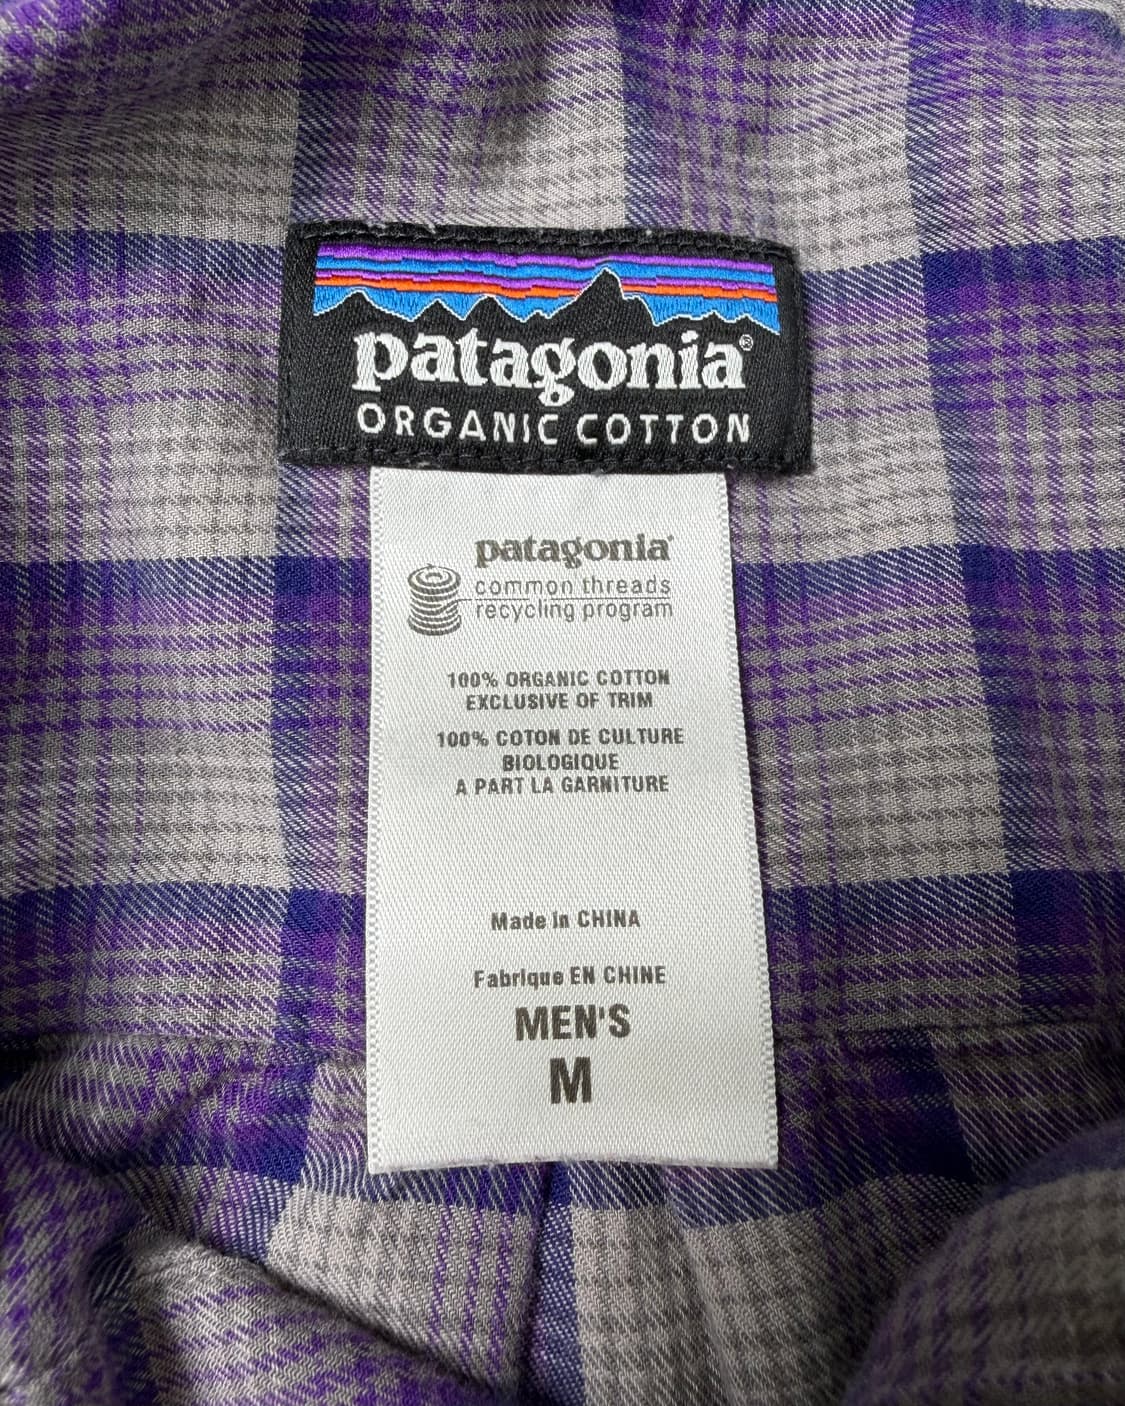 patagonia®
ORGANIC COTTON
patagonia®
common threads
recycling program
100% ORGANIC COTTON
EXCLUSIVE OF TRIM
100% COTON DE CULTURE
BIOLOGIQUE
A PART LA GARNITURE
Made in CHINA
Fabrique EN CHINE
MEN'S
M